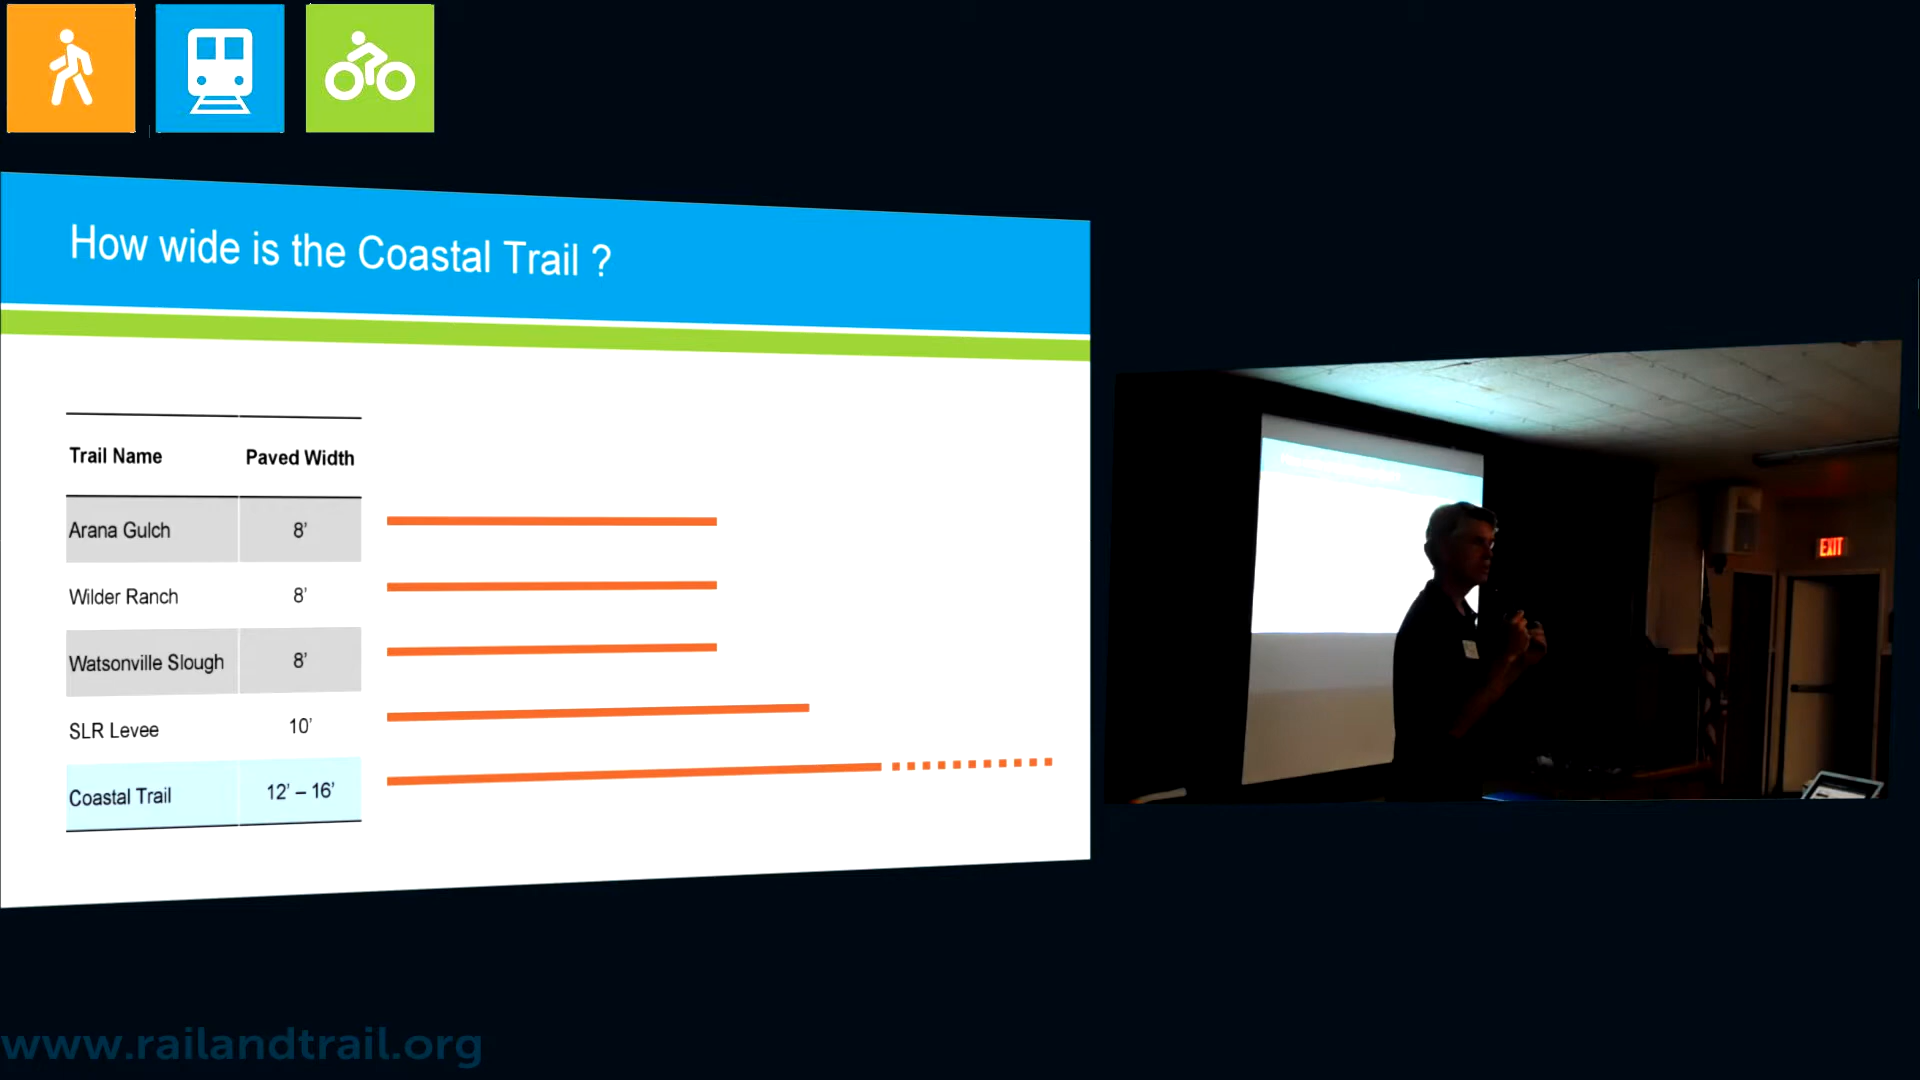 How wide is the Coastal Trail ?
Trail Name Paved Width
Arana Gulch 8’
Wilder Ranch 8’
Watsonville Slough 8’
SLR Levee 10’
Coastal Trail 12’ – 16’
EXIT
www.railandtrail.org